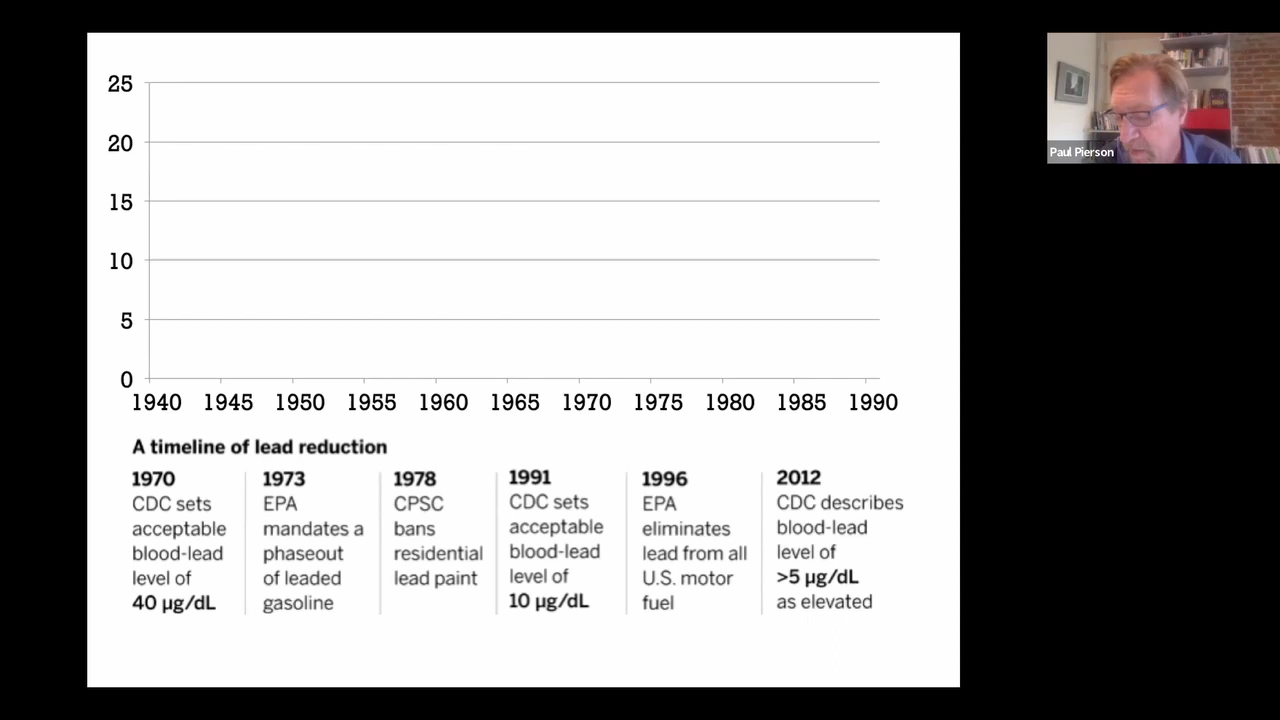 25
20
15
10
5
0
1940 1945 1950 1955 1960 1965 1970 1975 1980 1985 1990
A timeline of lead reduction
1970
CDC sets
acceptable
blood-lead
level of
40 µg/dL
1973
EPA
mandates a
phaseout
of leaded
gasoline
1978
CPSC
bans
residential
lead paint
1991
CDC sets
acceptable
blood-lead
level of
10 µg/dL
1996
EPA
eliminates
lead from all
U.S. motor
fuel
2012
CDC describes
blood-lead
level of
>5 µg/dL
as elevated
Paul Pierson